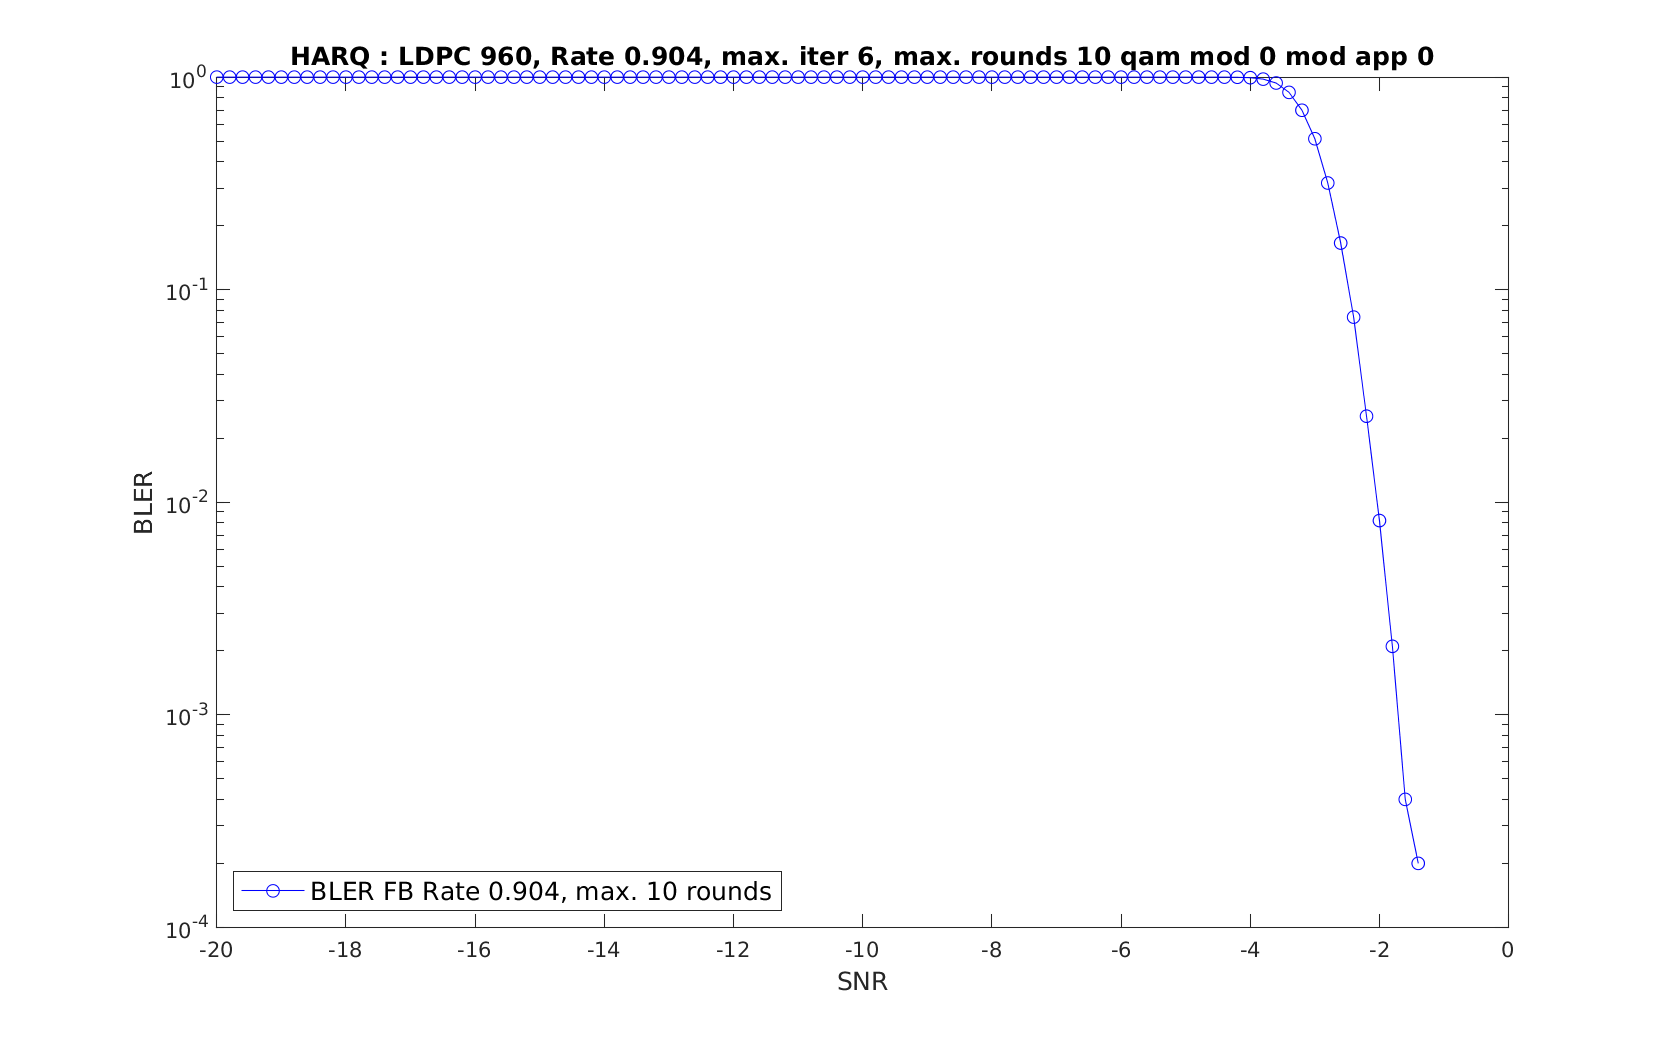 HARQ : LDPC 960, Rate 0.904, max. iter 6, max. rounds 10 qam mod 0 mod app 0
10^0
10^-1
10^-2
10^-3
10^-4
BLER
BLER FB Rate 0.904, max. 10 rounds
-20 -18 -16 -14 -12 -10 -8 -6 -4 -2 0
SNR